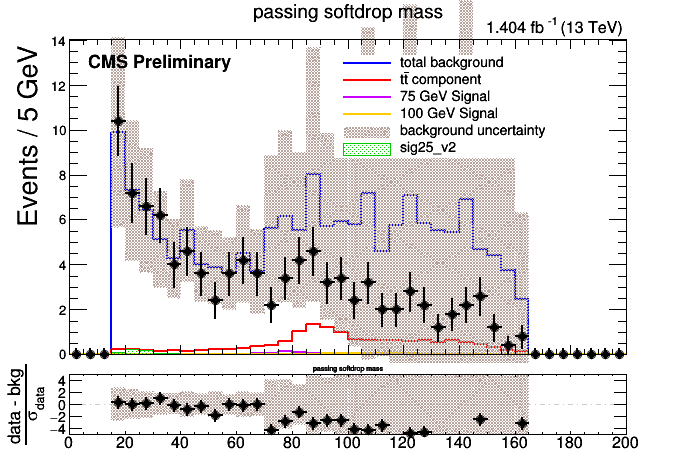 passing softdrop mass
1.404 fb⁻¹ (13 TeV)
CMS Preliminary
total background
tt̄ component
75 GeV Signal
100 GeV Signal
background uncertainty
sig25_v2
Events / 5 GeV
14
12
10
8
6
4
2
0
passing softdrop mass
data - bkg
σ data
4
2
0
−2
−4
0 20 40 60 80 100 120 140 160 180 200